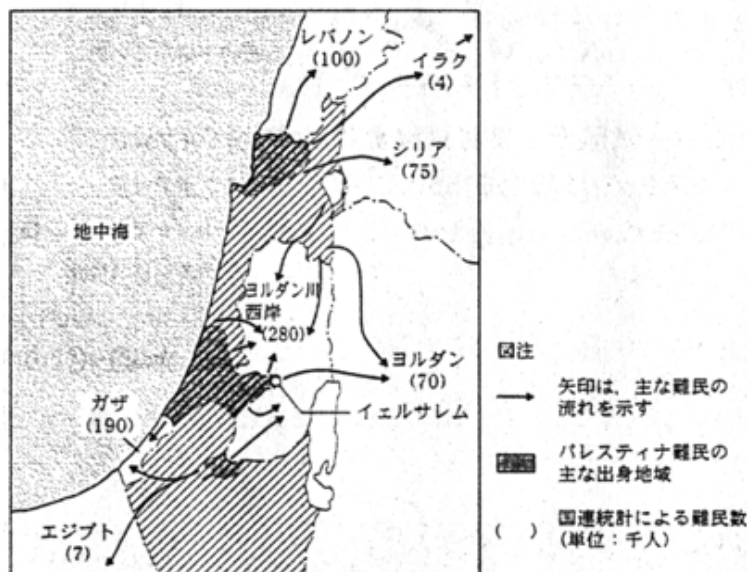 レバノン
(100)
イラク
(4)
シリア
(75)
地中海
ヨルダン川
西岸
(280)
ヨルダン
(70)
ガザ
(190)
イェルサレム
エジプト
(7)
図注
矢印は、主な難民の
流れを示す
パレスティナ難民の
主な出身地域
( ) 国連統計による難民数
(単位：千人)